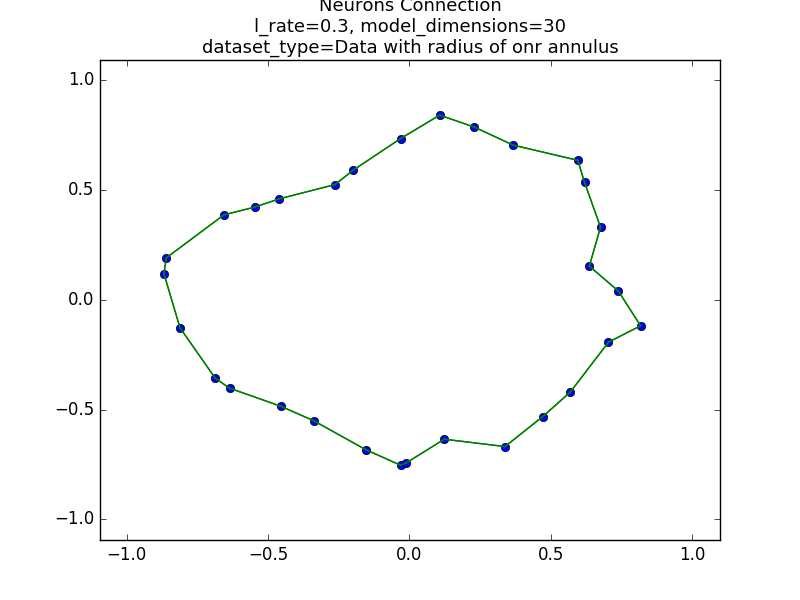 Neurons Connection
l_rate=0.3, model_dimensions=30
dataset_type=Data with radius of onr annulus
1.0
0.5
0.0
−0.5
−1.0
−1.0 −0.5 0.0 0.5 1.0